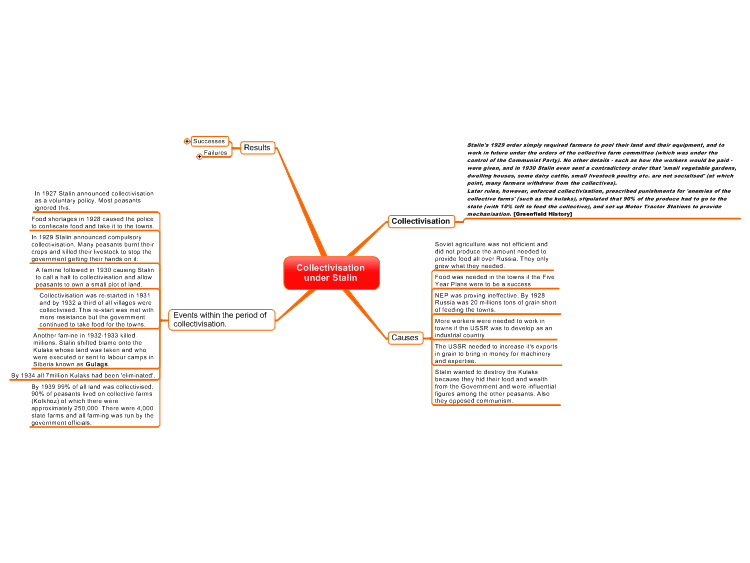 Collectivisation
under Stalin
Results
Successes
Failures
Collectivisation
Stalin's 1929 order simply required farmers to pool their land and their equipment, and to
work in future under the orders of the collective farm committee (which was under the
control of the Communist Party). No other details - such as how the workers would be paid -
were given, and in 1930 Stalin even sent a contradictory order that 'small vegetable gardens,
dwelling houses, some dairy cattle, small livestock poultry etc. are not socialised' (at which
point, many farmers withdrew from the collectives).
Later rules, however, enforced collectivisation, prescribed punishments for 'enemies of the
collective farms' (such as the kulaks), stipulated that 90% of the produce had to go to the
state (with 10% left to feed the collective), and set up Motor Tractor Stations to provide
mechanisation. [Greenfield History]
Causes
Soviet agriculture was not efficient and
did not produce the amount needed to
provide food all over Russia. They only
grew what they needed.
Food was needed in the towns if the Five
Year Plans were to be a success.
NEP was proving ineffective. By 1928
Russia was 20 millions tons of grain short
of feeding the towns.
More workers were needed to work in
towns if the USSR was to develop as an
industrial country
The USSR needed to increase it's exports
in grain to bring in money for machinery
and expertise.
Stalin wanted to destroy the Kulaks
because they hid their food and wealth
from the Government and were influential
figures among the other peasants. Also
they opposed communism.
Events within the period of
collectivisation.
In 1927 Stalin announced collectivisation
as a voluntary policy. Most peasants
ignored this.
Food shortages in 1928 caused the police
to confiscate food and take it to the towns.
In 1929 Stalin announced compulsory
collectivisation. Many peasants burnt their
crops and killed their livestock to stop the
government getting their hands on it.
A famine followed in 1930 causing Stalin
to call a halt to collectivisation and allow
peasants to own a small plot of land.
Collectivisation was re-started in 1931
and by 1932 a third of all villages were
collectivised. This re-start was met with
more resistance but the government
continued to take food for the towns.
Another famine in 1932-1933 killed
millions. Stalin shifted blame onto the
Kulaks whose land was taken and who
were executed or sent to labour camps in
Siberia known as Gulags.
By 1934 all 7million Kulaks had been 'eliminated'.
By 1939 99% of all land was collectivised.
90% of peasants lived on collective farms
(Kolkhoz) of which there were
approximately 250,000. There were 4,000
state farms and all farming was run by the
government officials.